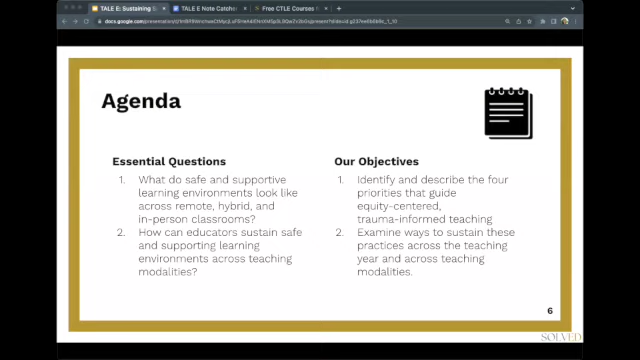 TALE E: Sustaining S
TALE E Note Catcher
Free CTLE Courses f
Agenda
Essential Questions
1. What do safe and supportive
learning environments look like
across remote, hybrid, and
in-person classrooms?
2. How can educators sustain safe
and supporting learning
environments across teaching
modalities?
Our Objectives
1. Identify and describe the four
priorities that guide
equity-centered,
trauma-informed teaching
2. Examine ways to sustain these
practices across the teaching
year and across teaching
modalities.
6
SOLVED